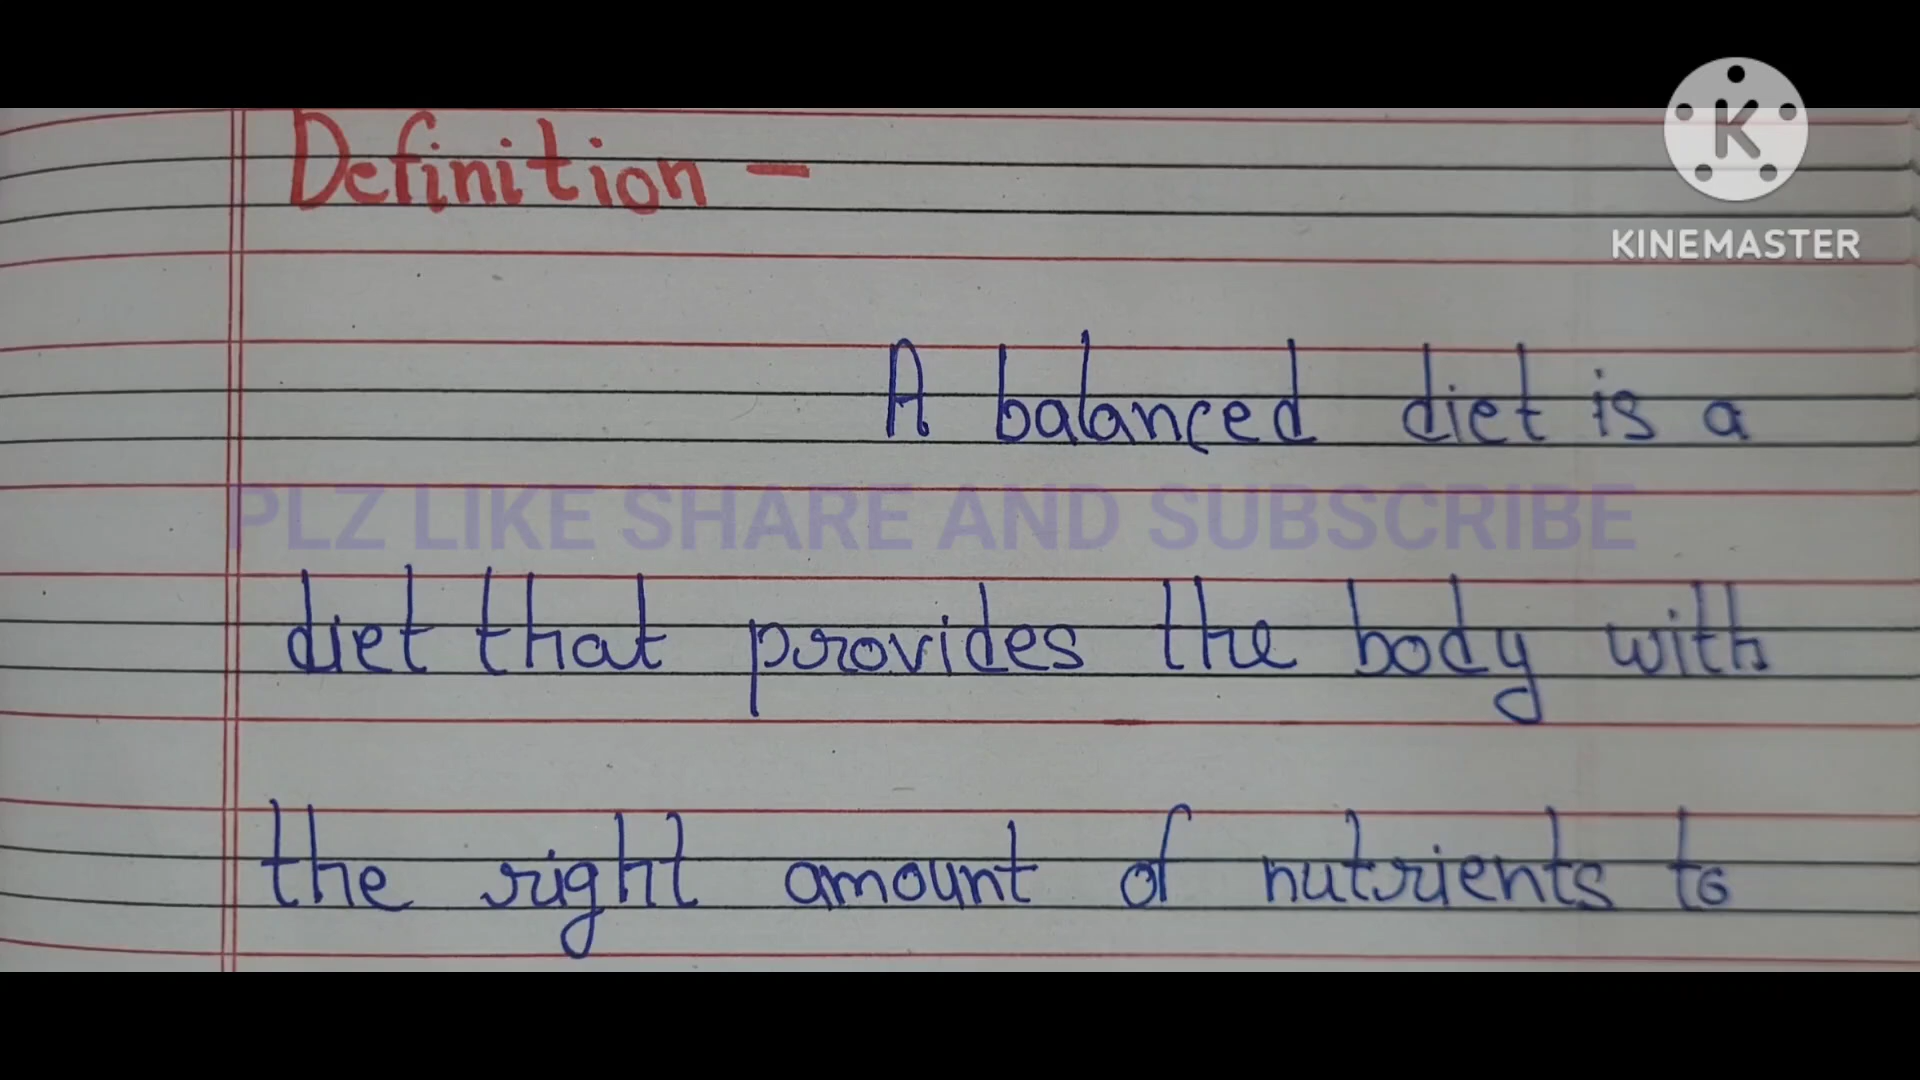 Definition -
K
KINEMASTER
A balanced diet is a
PLZ LIKE SHARE AND SUBSCRIBE
diet that provides the body with
the right amount of nutrients to